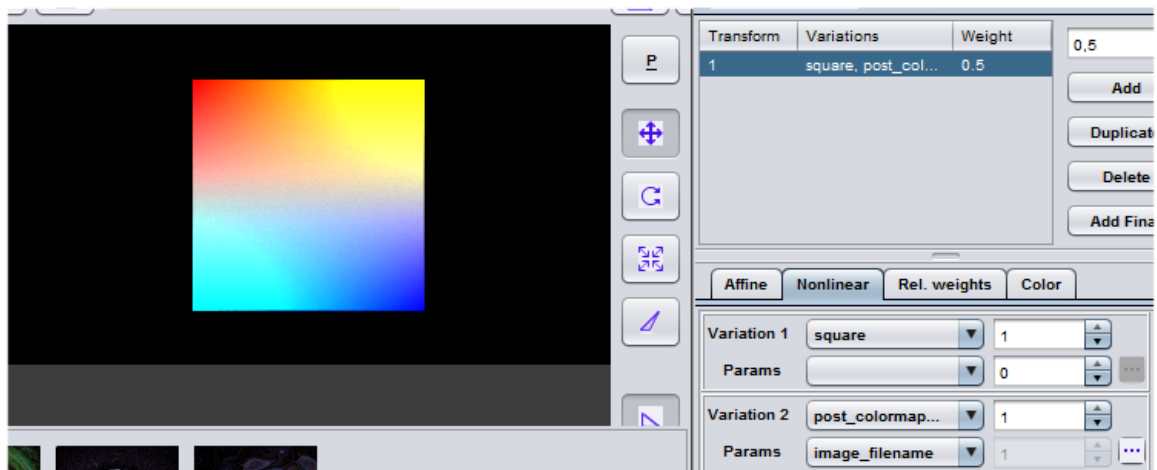 P
Transform Variations Weight
1 square, post_col... 0.5
0,5
Add
Duplicat
Delete
Add Fina
Affine Nonlinear Rel. weights Color
Variation 1 square 1
Params 0
Variation 2 post_colormap... 1
Params image_filename 1